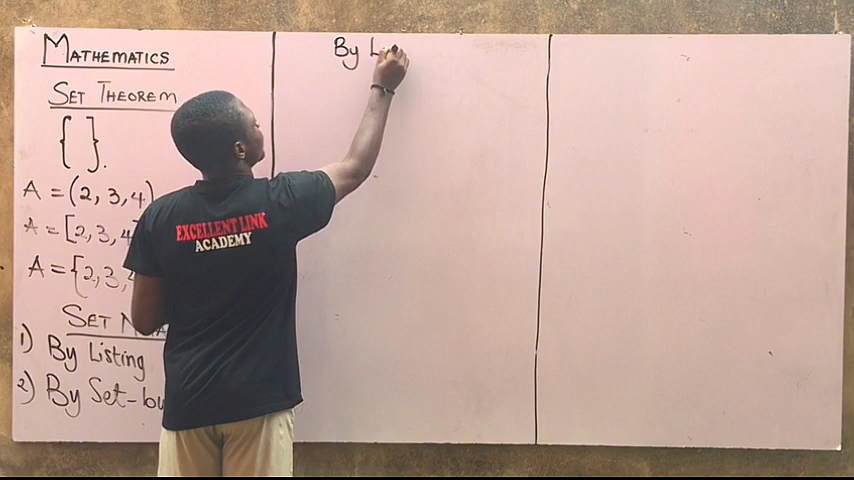 MATHEMATICS
SET THEOREM
{ }.
A = (2, 3, 4)
A = [2, 3, 4
A = {2, 3,
SET
1) By Listing
2) By Set-bu
By L
EXCELLENT LINK
ACADEMY